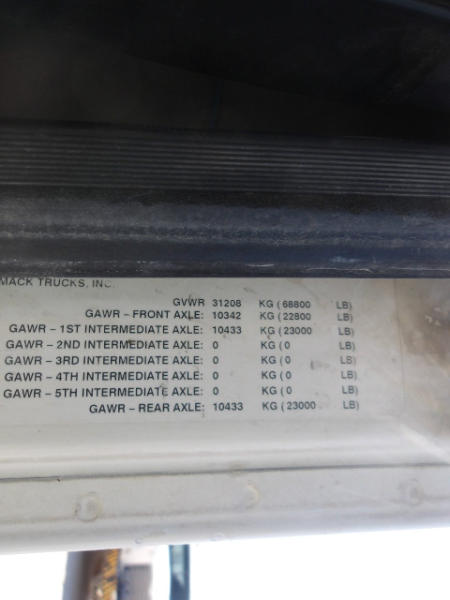 MACK TRUCKS, INC.
GVWR 31208 KG ( 68800 LB)
GAWR – FRONT AXLE: 10342 KG ( 22800 LB)
GAWR – 1ST INTERMEDIATE AXLE: 10433 KG ( 23000 LB)
GAWR – 2ND INTERMEDIATE AXLE: 0 KG ( 0 LB)
GAWR – 3RD INTERMEDIATE AXLE: 0 KG ( 0 LB)
GAWR – 4TH INTERMEDIATE AXLE: 0 KG ( 0 LB)
GAWR – 5TH INTERMEDIATE AXLE: 0 KG ( 0 LB)
GAWR – REAR AXLE: 10433 KG ( 23000 LB)